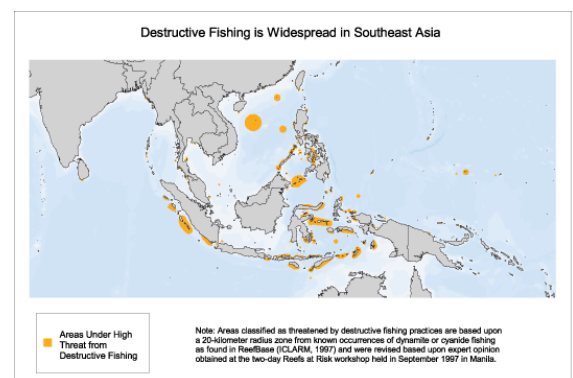 Destructive Fishing is Widespread in Southeast Asia
Areas Under High
Threat from
Destructive Fishing
Note: Areas classified as threatened by destructive fishing practices are based upon
a 20-kilometer radius zone from known occurrences of dynamite or cyanide fishing
as found in ReefBase (ICLARM, 1997) and were revised based upon expert opinion
obtained at the two-day Reefs at Risk workshop held in September 1997 in Manila.